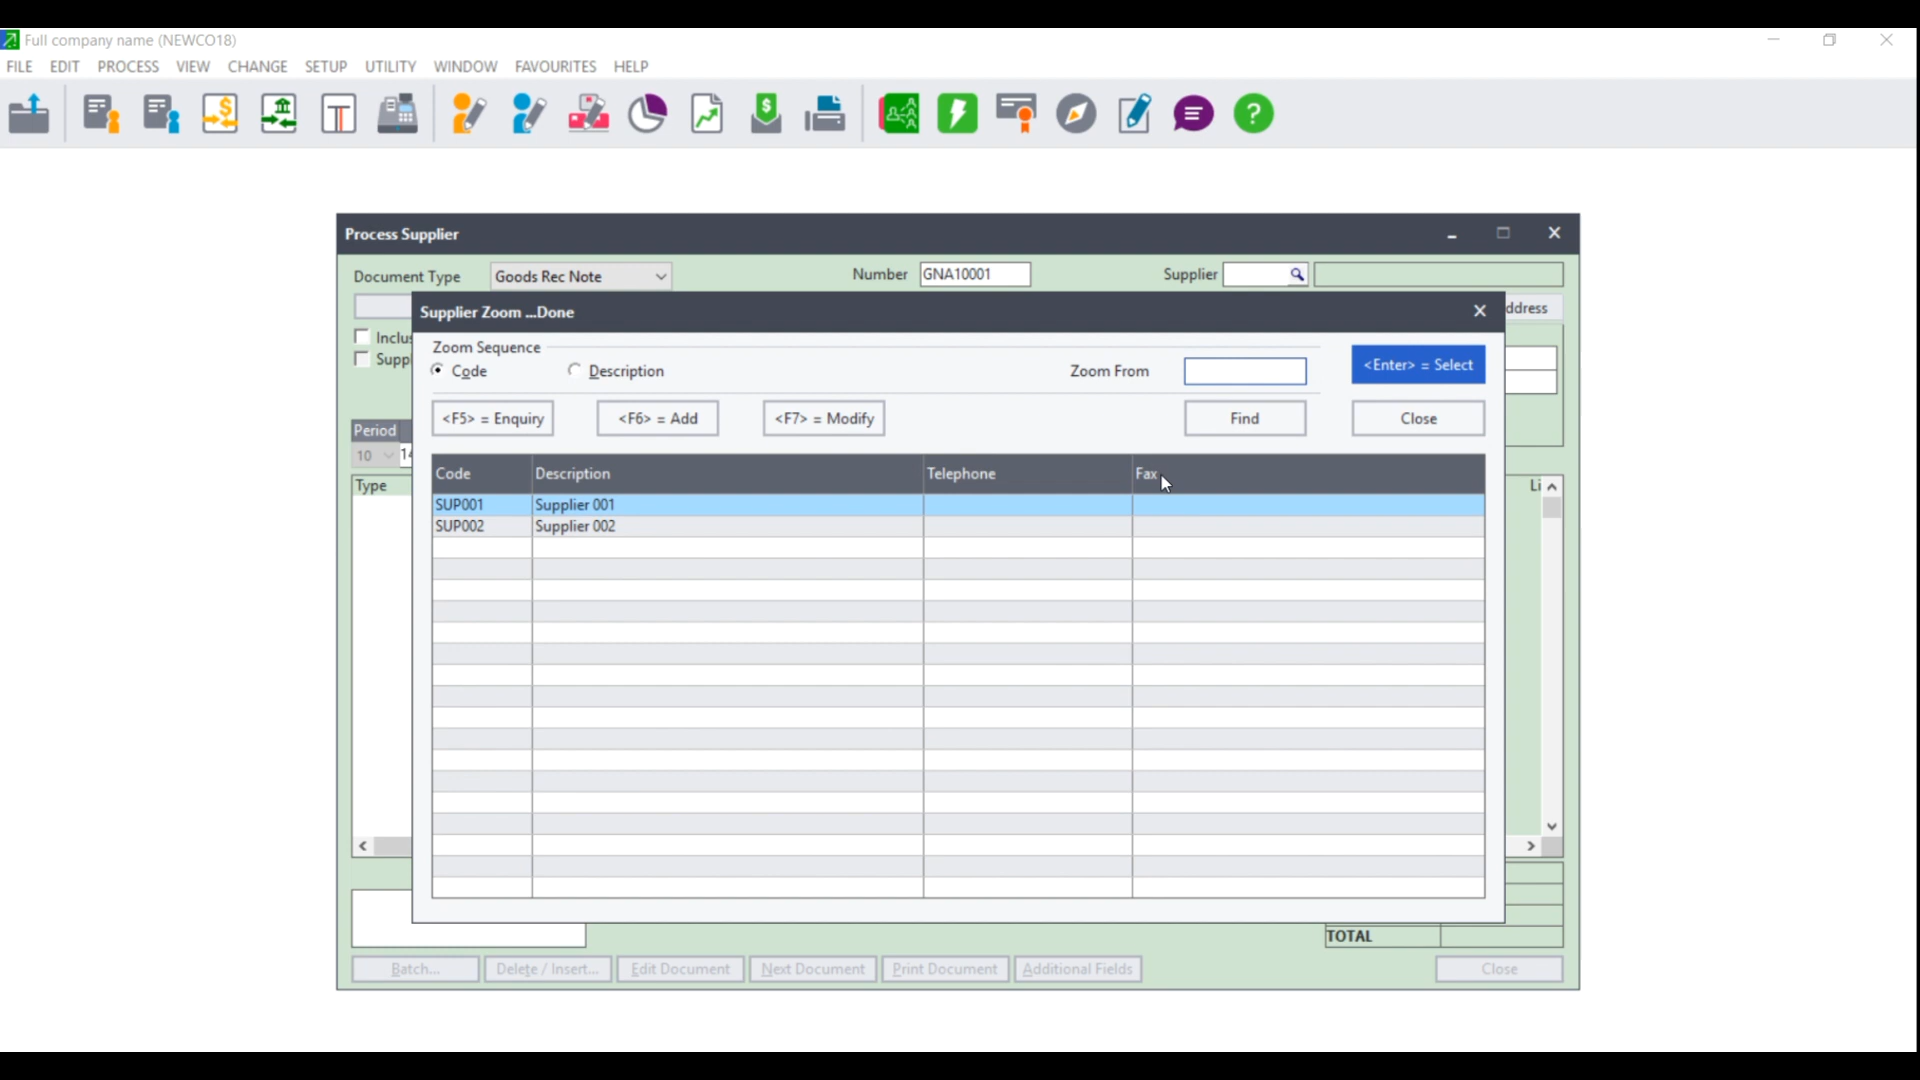 Full company name (NEWCO18)
FILE EDIT PROCESS VIEW CHANGE SETUP UTILITY WINDOW FAVOURITES HELP
Process Supplier
Document Type Goods Rec Note Number GNA10001 Supplier
Supplier Zoom ...Done
ddress
Inclus
Suppl
Zoom Sequence
Code Description Zoom From <Enter> = Select
<F5> = Enquiry <F6> = Add <F7> = Modify Find Close
Period
10
Type
Li
Code Description Telephone Fax
SUP001 Supplier 001
SUP002 Supplier 002
TOTAL
Batch... Delete / Insert... Edit Document Next Document Print Document Additional Fields Close